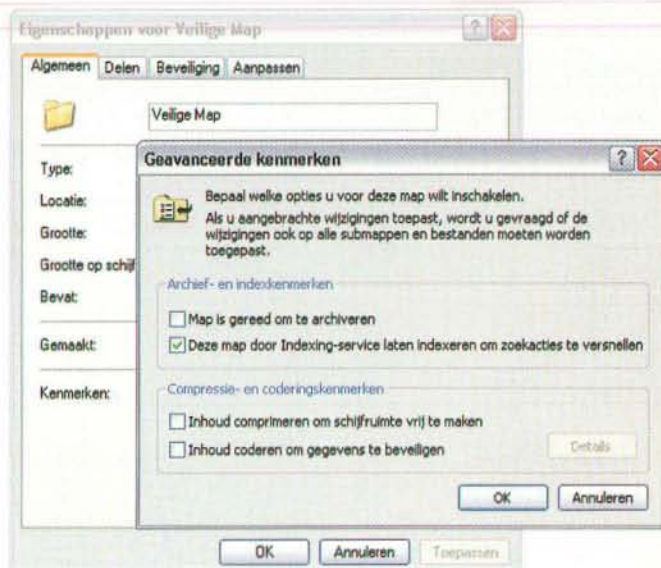 Eigenschappen voor Veilige Map
Algemeen Delen Beveiliging Aanpassen
Veilige Map
Type:
Locatie:
Grootte:
Grootte op schijf
Bevat:
Gemaakt:
Kenmerken:
Geavanceerde kenmerken
Bepaal welke opties u voor deze map wilt inschakelen.
Als u aangebrachte wijzigingen toepast, wordt u gevraagd of de
wijzigingen ook op alle submappen en bestanden moeten worden
toegepast.
Archief- en indexkenmerken
Map is gereed om te archiveren
Deze map door Indexing-service laten indexeren om zoekacties te versnellen
Compressie- en coderingskenmerken
Inhoud comprimeren om schijfruimte vrij te maken
Inhoud coderen om gegevens te beveiligen
Details
OK Annuleren
OK Annuleren Toepassen